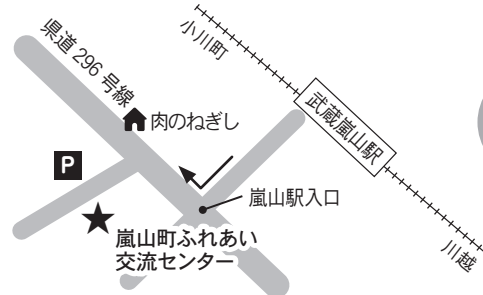 小川町
県道 296 号線
武蔵嵐山駅
肉のねぎし
P
嵐山駅入口
嵐山町ふれあい
交流センター
川越